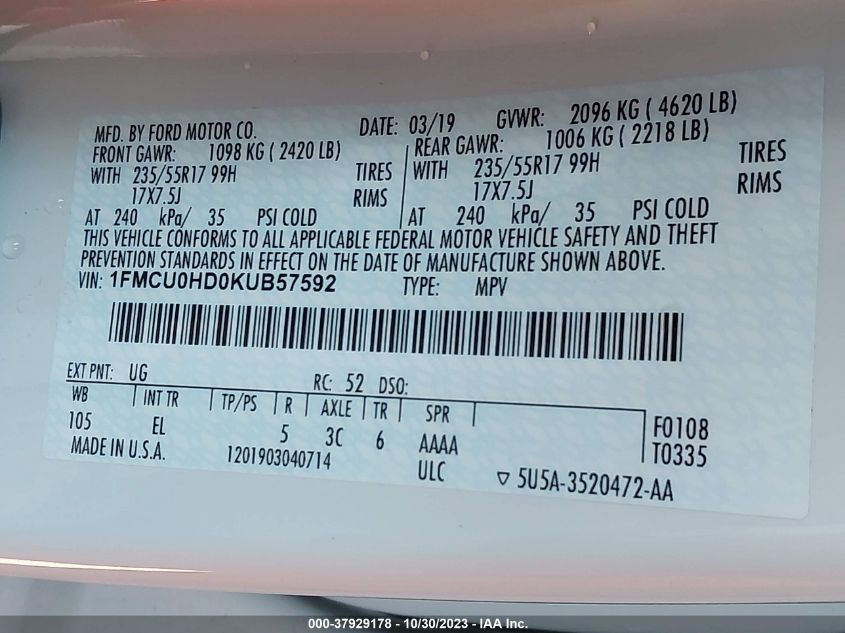 MFD. BY FORD MOTOR CO. DATE: 03/19 GVWR: 2096 KG ( 4620 LB)
FRONT GAWR: 1098 KG ( 2420 LB) REAR GAWR: 1006 KG ( 2218 LB)
WITH 235/55R17 99H TIRES WITH 235/55R17 99H TIRES
17X7.5J RIMS 17X7.5J RIMS
AT 240 kPa/ 35 PSI COLD AT 240 kPa/ 35 PSI COLD
THIS VEHICLE CONFORMS TO ALL APPLICABLE FEDERAL MOTOR VEHICLE SAFETY AND THEFT
PREVENTION STANDARDS IN EFFECT ON THE DATE OF MANUFACTURE SHOWN ABOVE.
VIN: 1FMCU0HD0KUB57592 TYPE: MPV
EXT PNT: UG RC: 52 DSO:
WB INT TR TP/PS R AXLE TR SPR F0108
105 EL 5 3C 6 AAAA T0335
MADE IN U.S.A. 1201903040714 ULC ▽ 5U5A-3520472-AA
000-37929178 - 10/30/2023 - IAA Inc.